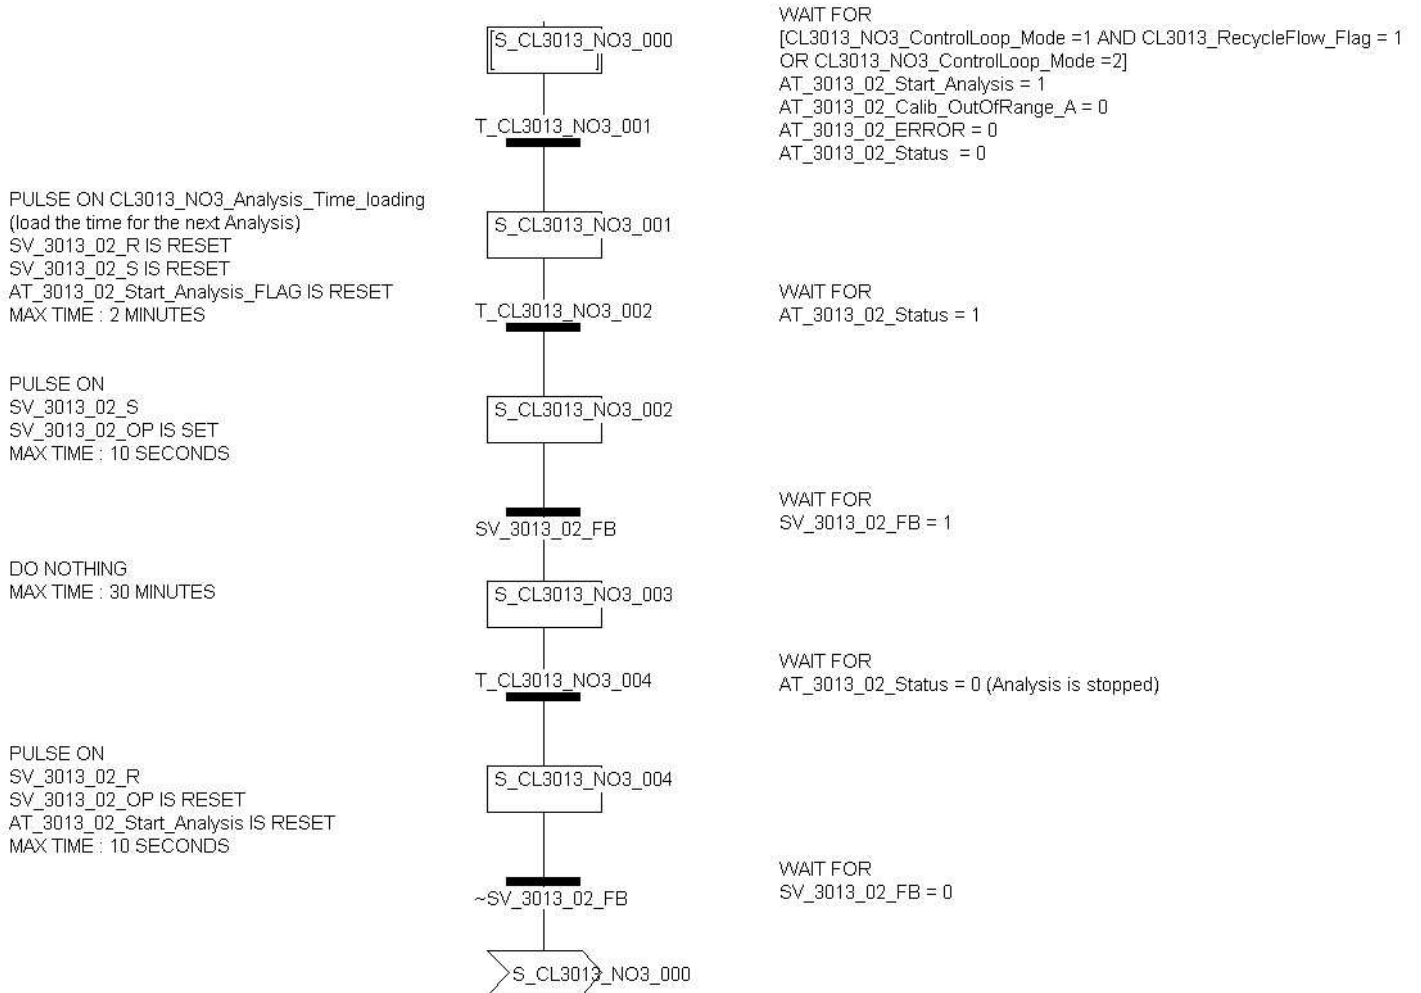 S_CL3013_NO3_000
WAIT FOR
[CL3013_NO3_ControlLoop_Mode =1 AND CL3013_RecycleFlow_Flag = 1
OR CL3013_NO3_ControlLoop_Mode =2]
AT_3013_02_Start_Analysis = 1
AT_3013_02_Calib_OutOfRange_A = 0
AT_3013_02_ERROR = 0
AT_3013_02_Status  = 0
T_CL3013_NO3_001
PULSE ON CL3013_NO3_Analysis_Time_loading
(load the time for the next Analysis)
SV_3013_02_R IS RESET
SV_3013_02_S IS RESET
AT_3013_02_Start_Analysis_FLAG IS RESET
MAX TIME : 2 MINUTES
S_CL3013_NO3_001
T_CL3013_NO3_002
WAIT FOR
AT_3013_02_Status = 1
PULSE ON
SV_3013_02_S
SV_3013_02_OP IS SET
MAX TIME : 10 SECONDS
S_CL3013_NO3_002
SV_3013_02_FB
WAIT FOR
SV_3013_02_FB = 1
DO NOTHING
MAX TIME : 30 MINUTES
S_CL3013_NO3_003
T_CL3013_NO3_004
WAIT FOR
AT_3013_02_Status = 0 (Analysis is stopped)
PULSE ON
SV_3013_02_R
SV_3013_02_OP IS RESET
AT_3013_02_Start_Analysis IS RESET
MAX TIME : 10 SECONDS
S_CL3013_NO3_004
~SV_3013_02_FB
WAIT FOR
SV_3013_02_FB = 0
S_CL3013_NO3_000